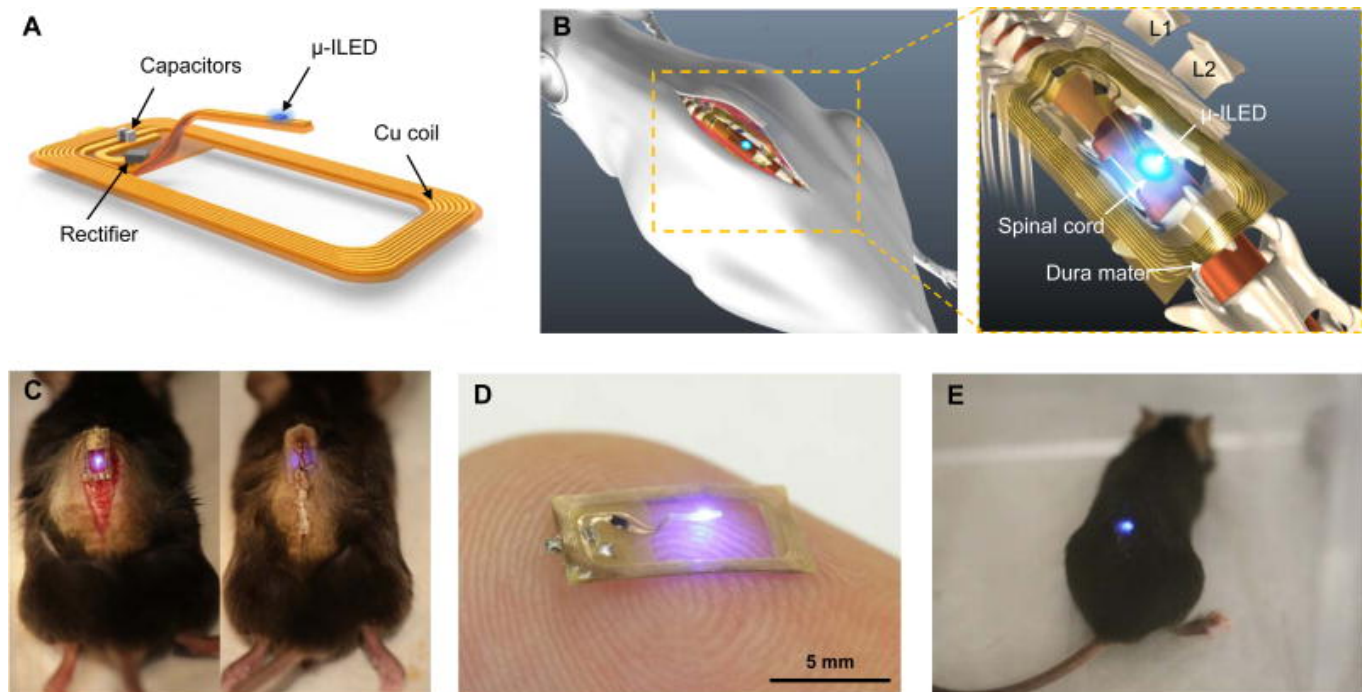 A
Capacitors
μ-ILED
Cu coil
Rectifier
B
L1
L2
μ-ILED
Spinal cord
Dura mater
C
D
5 mm
E